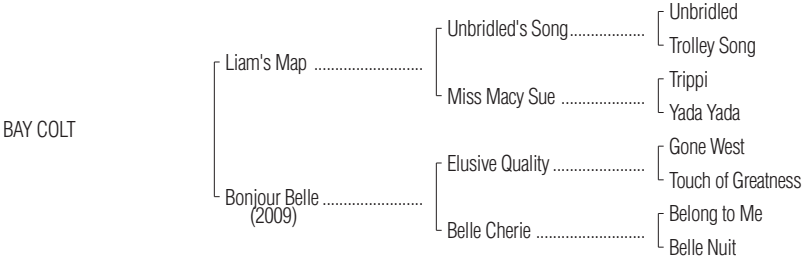 Unbridled
Unbridled's Song..................
Trolley Song
Liam's Map ..........................
Trippi
Miss Macy Sue ....................
Yada Yada
BAY COLT
Gone West
Elusive Quality ......................
Touch of Greatness
Bonjour Belle ........................
(2009)
Belong to Me
Belle Cherie ..........................
Belle Nuit